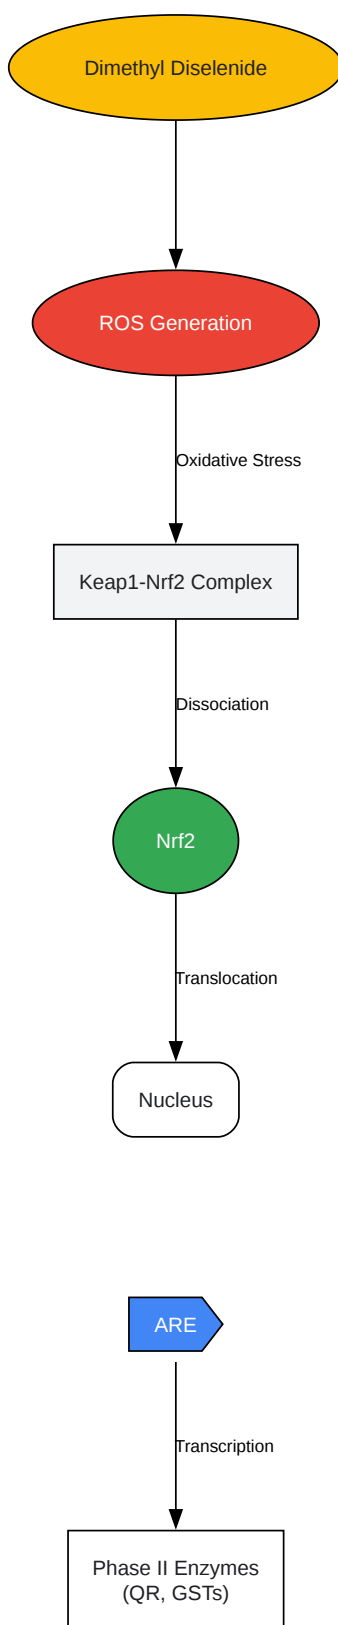 Dimethyl Diselenide
ROS Generation
Oxidative Stress
Keap1-Nrf2 Complex
Dissociation
Nrf2
Translocation
Nucleus
ARE
Transcription
Phase II Enzymes
(QR, GSTs)